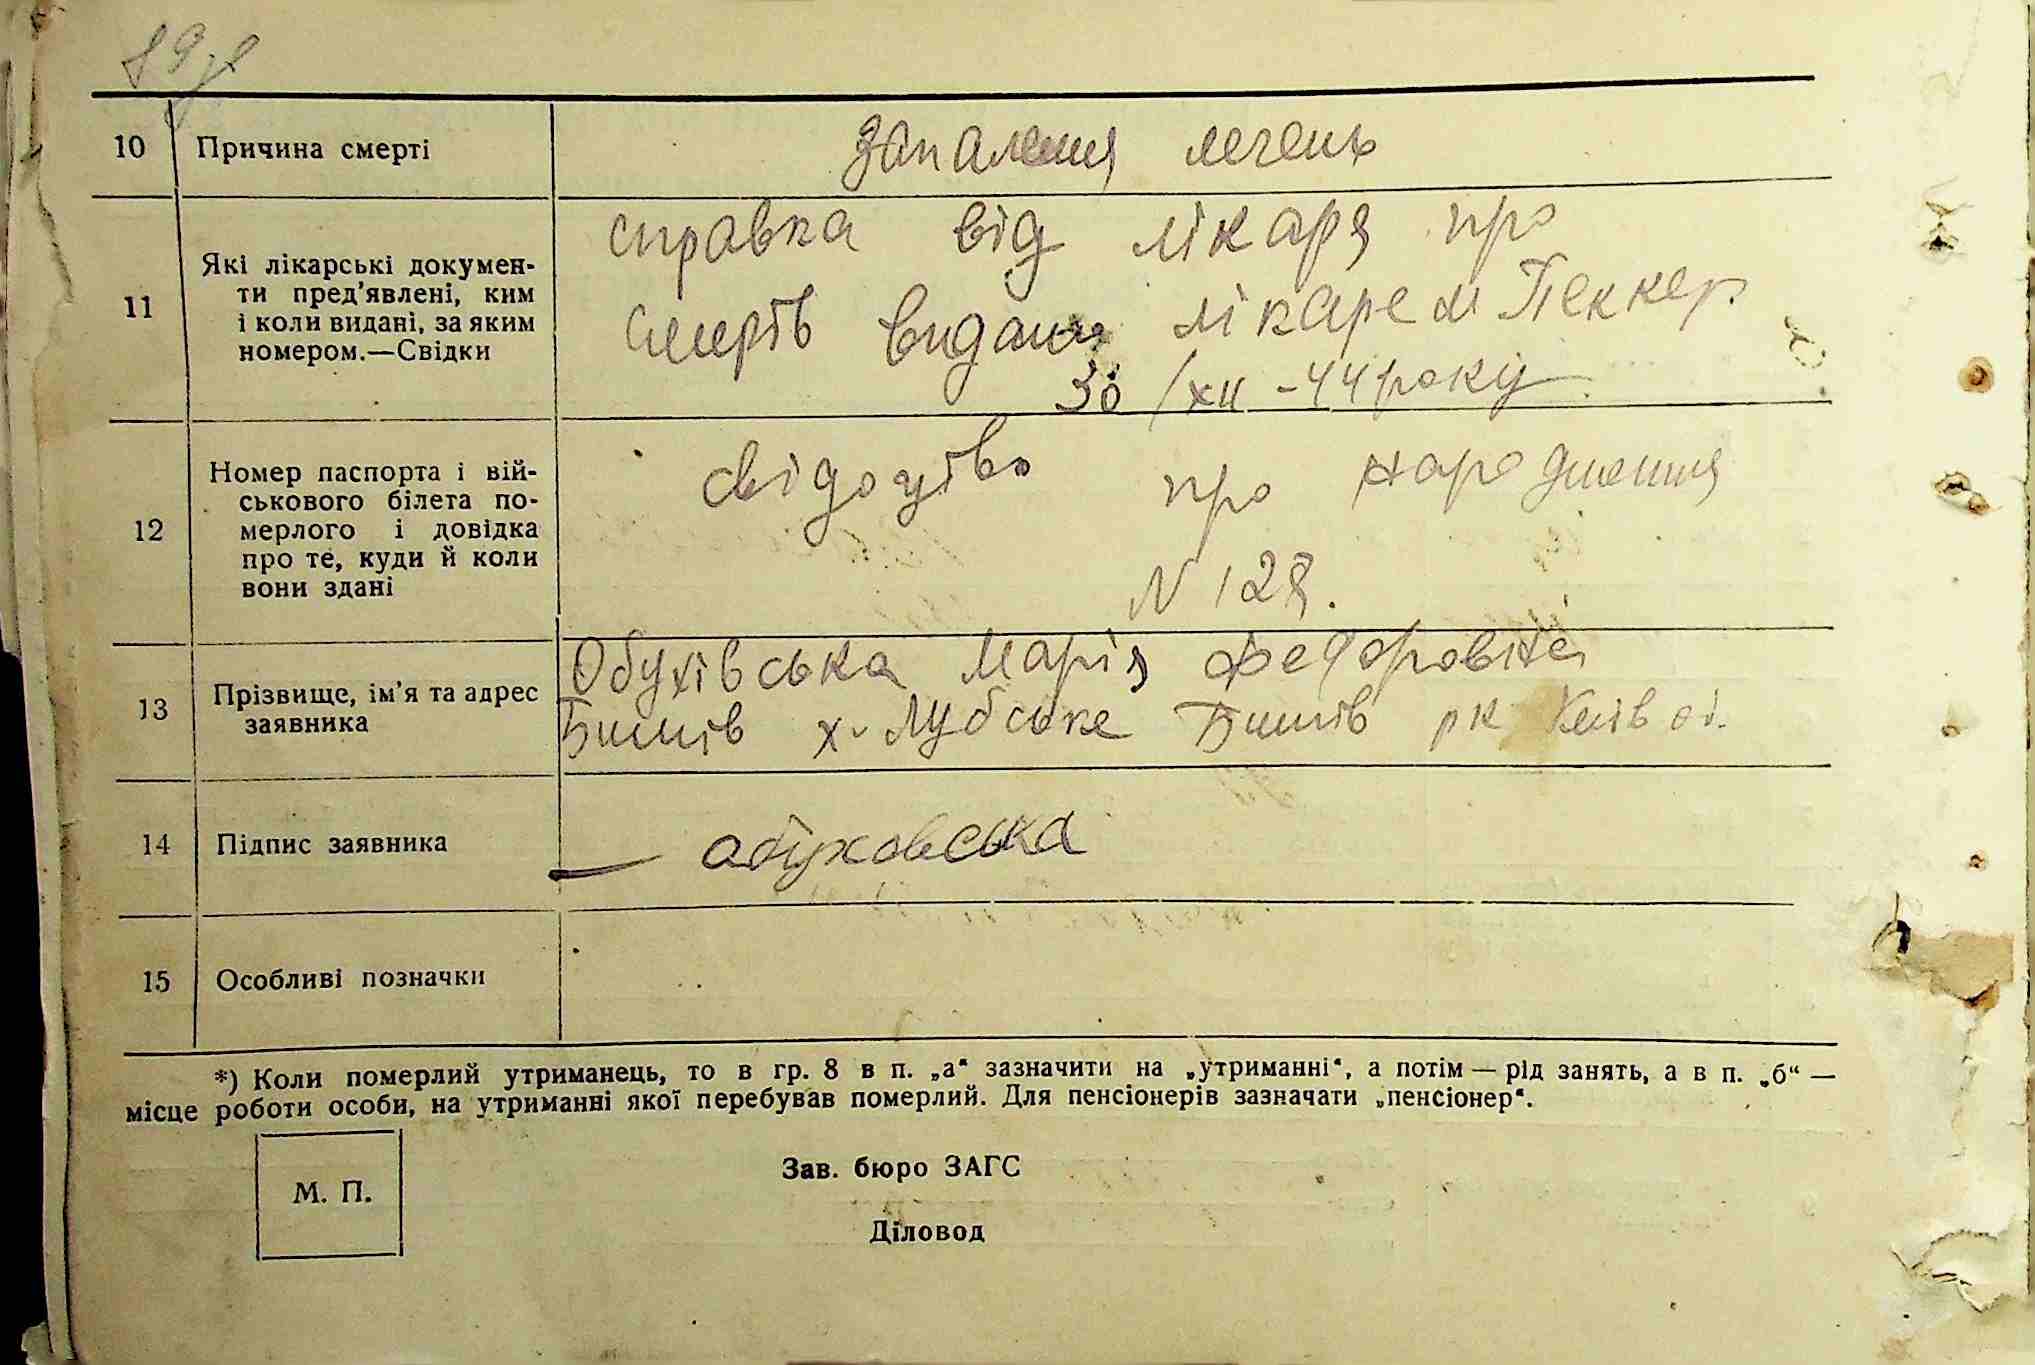 10 Причина смерті запалення легень
11 Які лікарські докумен-
ти пред'явлені, ким
і коли видані, за яким
номером.—Свідки
справка від лікаря про
смерть видана лікарем Пеккер
30/XII -44 року
12 Номер паспорта і вій-
ськового білета по-
мерлого і довідка
про те, куди й коли
вони здані
свідоцтво про народження
N 128.
13 Прізвище, ім'я та адрес
заявника
Обухівська Марія Федоровна
Бишів х. Лубське Бишів рк Київ ої.
14 Підпис заявника обуховська
15 Особливі позначки
*) Коли померлий утриманець, то в гр. 8 в п. „а“ зазначити на „утриманні“, а потім — рід занять, а в п. „б“ —
місце роботи особи, на утриманні якої перебував померлий. Для пенсіонерів зазначати „пенсіонер“.
М. П.
Зав. бюро ЗАГС
Діловод